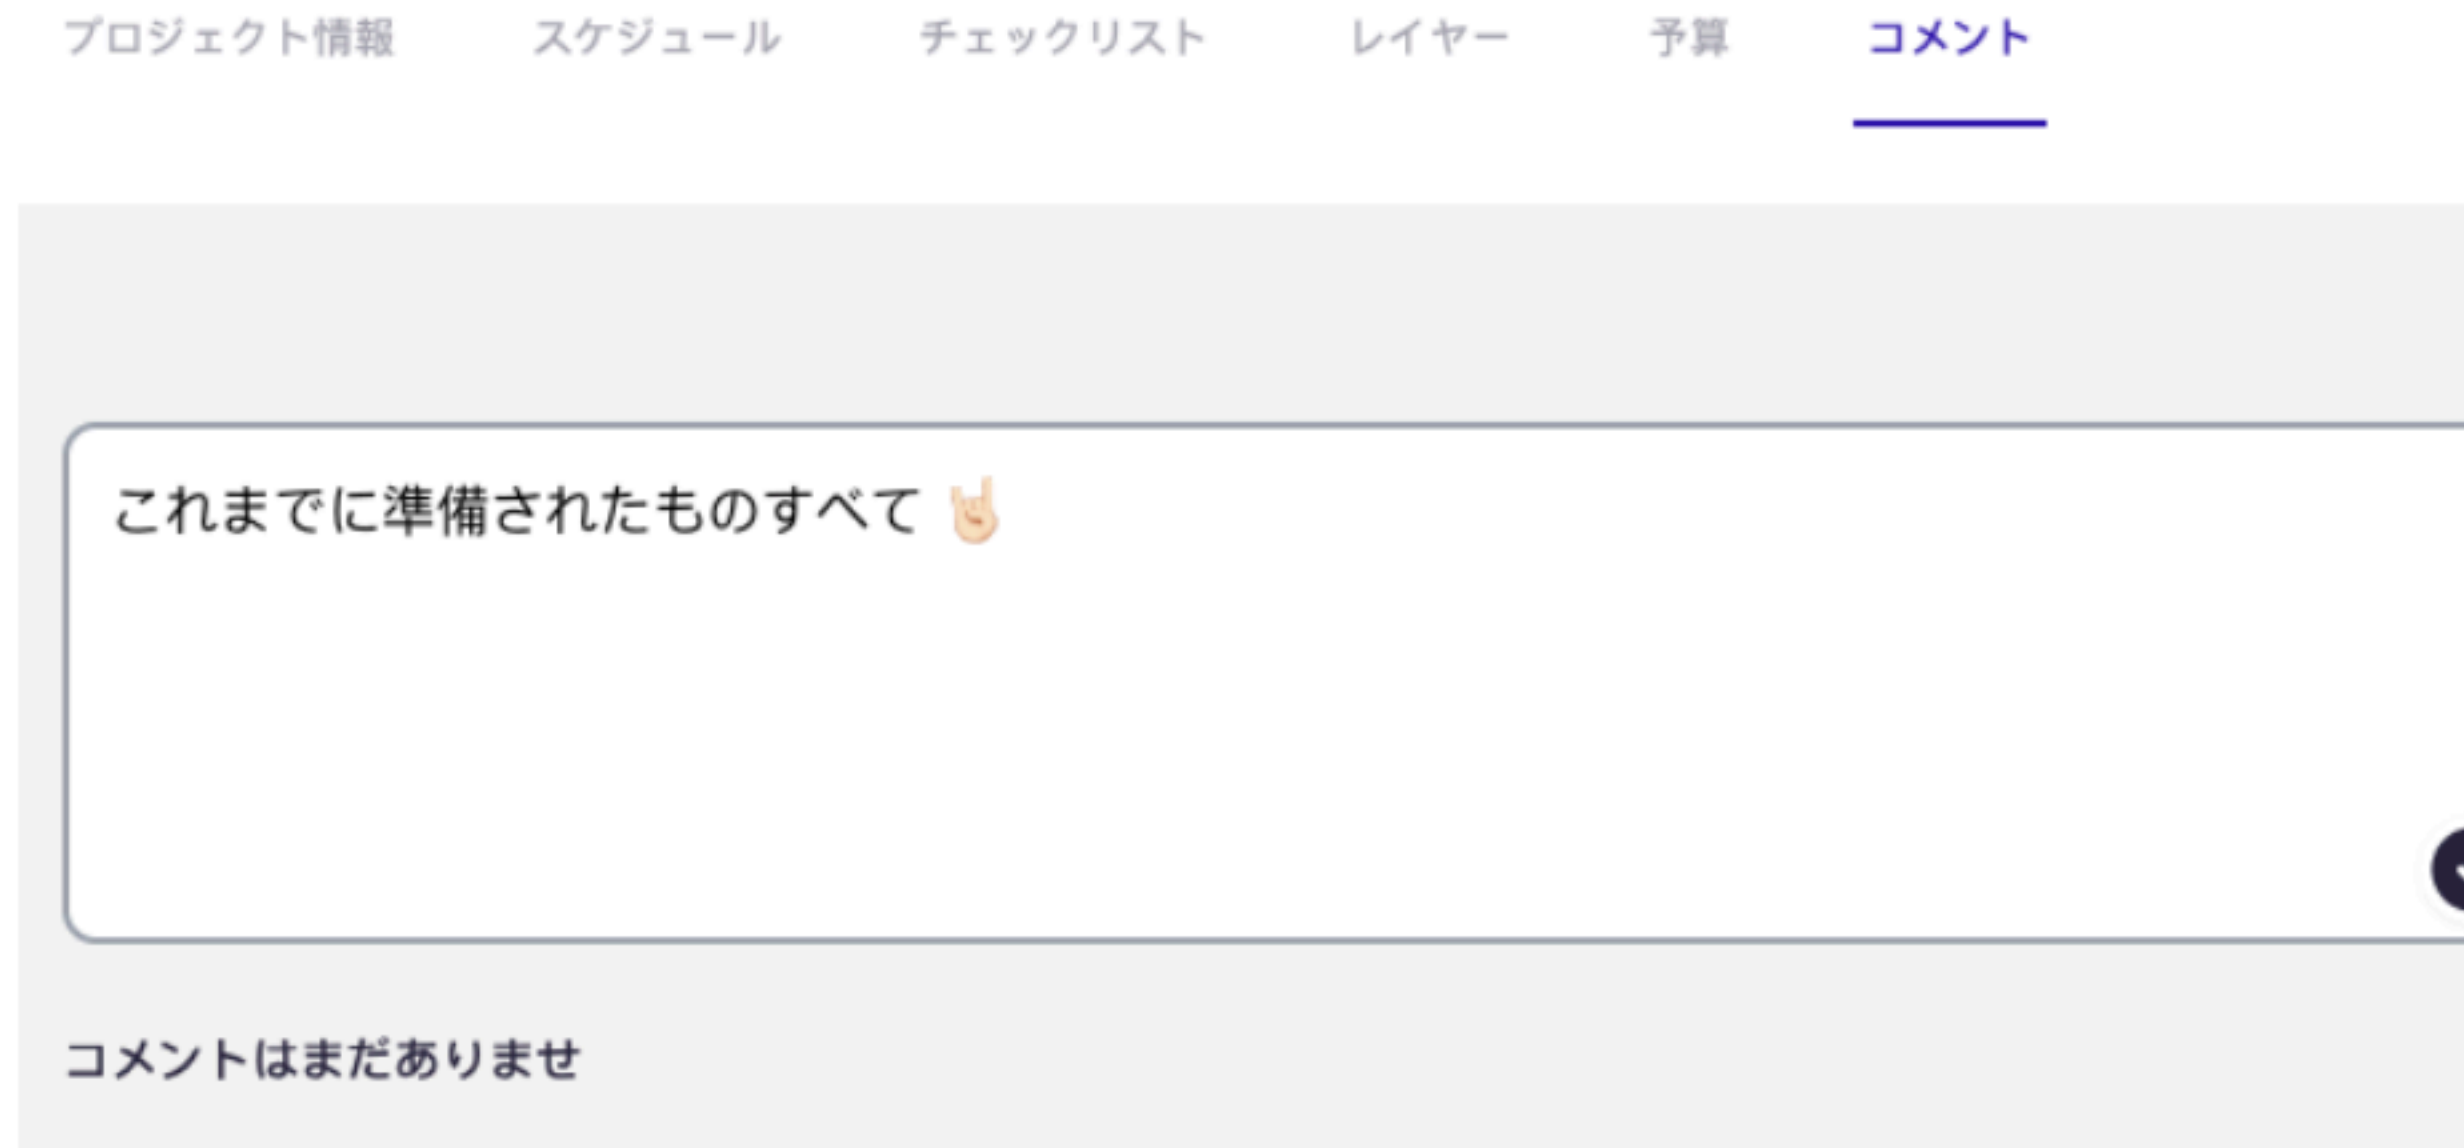 プロジェクト情報 スケジュール チェックリスト レイヤー 予算 コメント
これまでに準備されたものすべて 🤘🏻
コメントはまだありませ